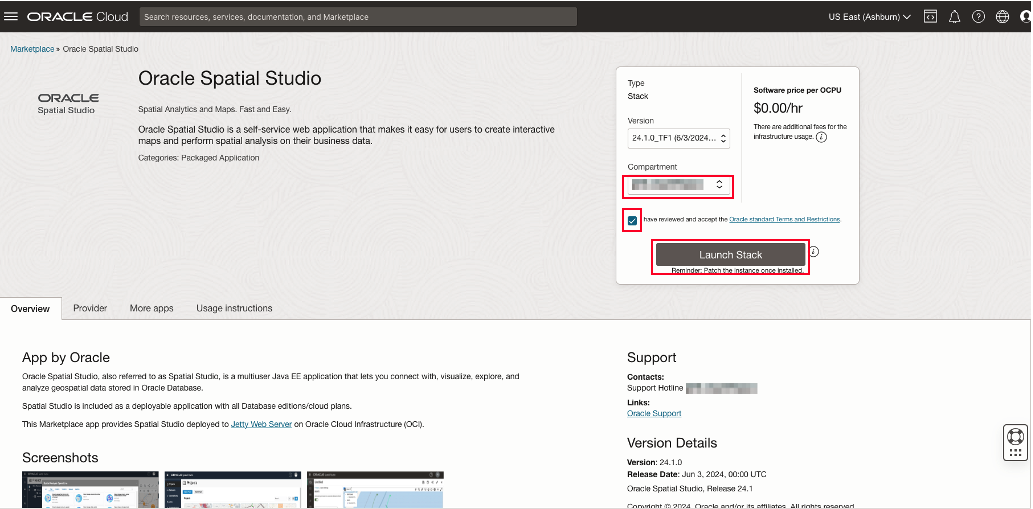 ORACLE Cloud
Search resources, services, documentation, and Marketplace
US East (Ashburn)
Marketplace » Oracle Spatial Studio
ORACLE
Spatial Studio
Oracle Spatial Studio
Spatial Analytics and Maps. Fast and Easy.
Oracle Spatial Studio is a self-service web application that makes it easy for users to create interactive
maps and perform spatial analysis on their business data.
Categories: Packaged Application
Type
Stack
Version
24.1.0_TF1 (6/3/2024...
Compartment
Software price per OCPU
$0.00/hr
There are additional fees for the
infrastructure usage.
have reviewed and accept the Oracle standard Terms and Restrictions.
Launch Stack
Reminder: Patch the instance once installed.
Overview
Provider
More apps
Usage instructions
App by Oracle
Oracle Spatial Studio, also referred to as Spatial Studio, is a multiuser Java EE application that lets you connect with, visualize, explore, and
analyze geospatial data stored in Oracle Database.
Spatial Studio is included as a deployable application with all Database editions/cloud plans.
This Marketplace app provides Spatial Studio deployed to Jetty Web Server on Oracle Cloud Infrastructure (OCI).
Screenshots
Support
Contacts:
Support Hotline
Links:
Oracle Support
Version Details
Version: 24.1.0
Release Date: Jun 3, 2024, 00:00 UTC
Oracle Spatial Studio, Release 24.1
Copyright © 2024, Oracle and/or its affiliates. All rights reserved.